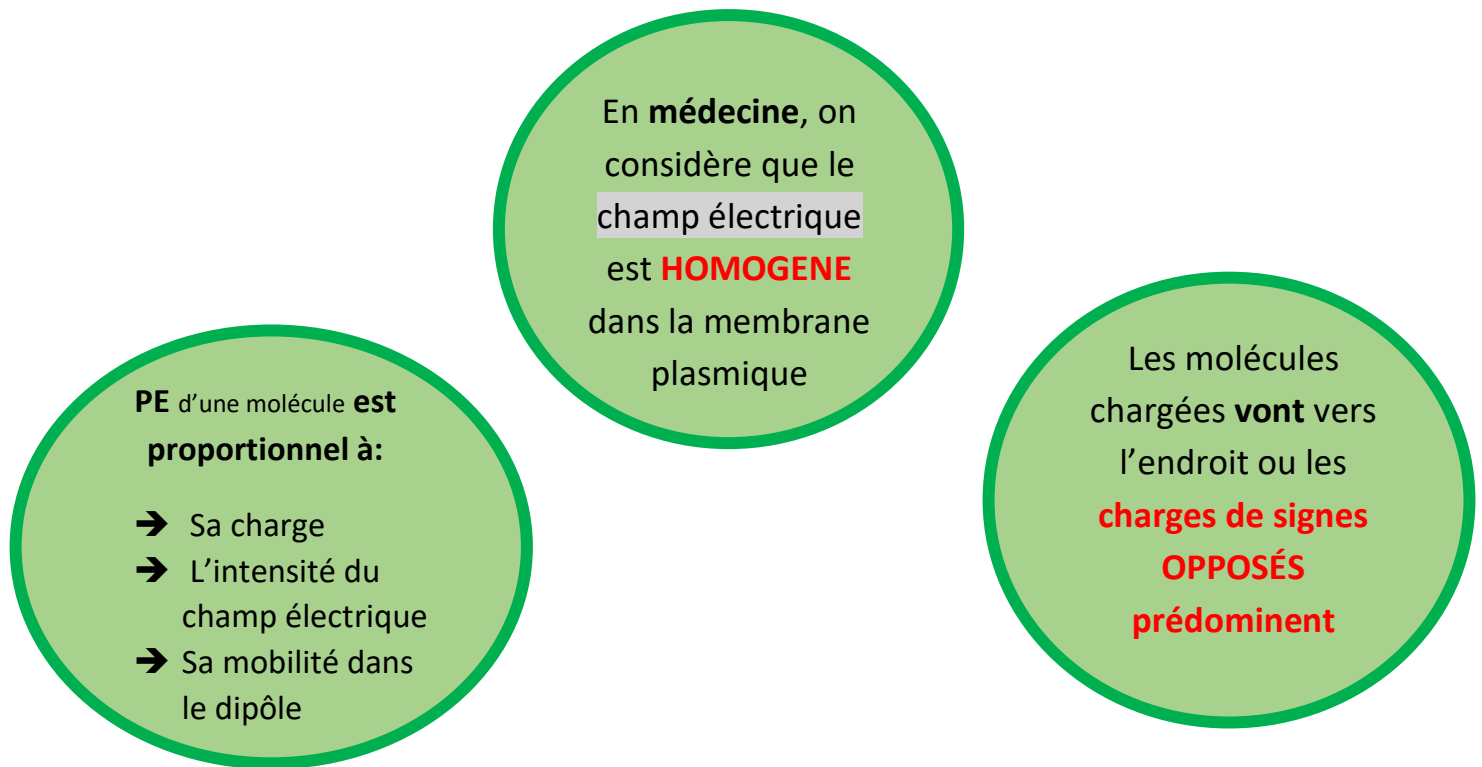 En médecine, on
considère que le
champ électrique
est HOMOGENE
dans la membrane
plasmique
PE d’une molécule est
proportionnel à:
➔ Sa charge
➔ L’intensité du
champ électrique
➔ Sa mobilité dans
le dipôle
Les molécules
chargées vont vers
l’endroit ou les
charges de signes
OPPOSÉS
prédominent